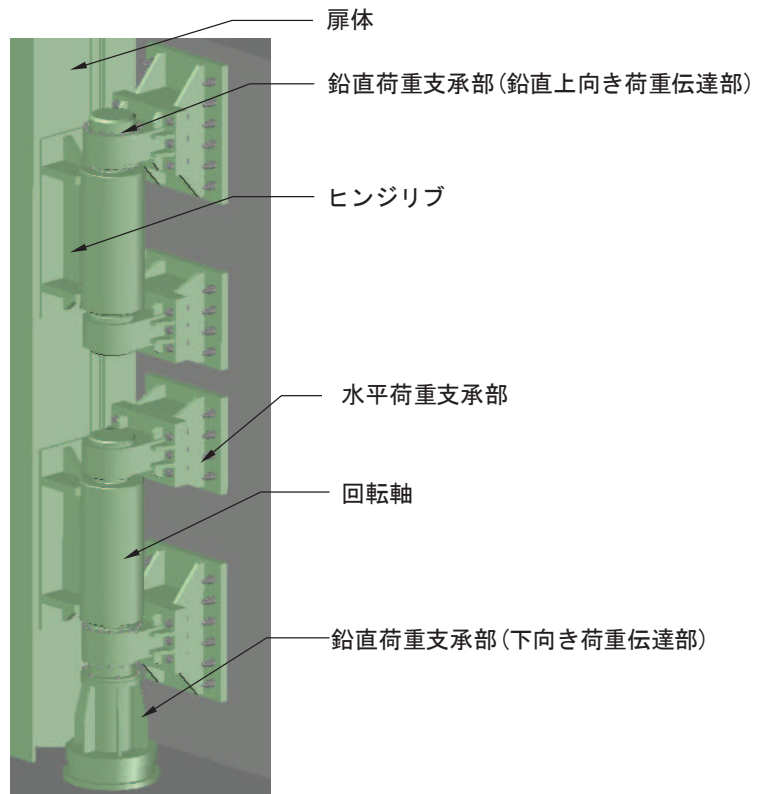 扉体
鉛直荷重支承部(鉛直上向き荷重伝達部)
ヒンジリブ
水平荷重支承部
回転軸
鉛直荷重支承部(下向き荷重伝達部)